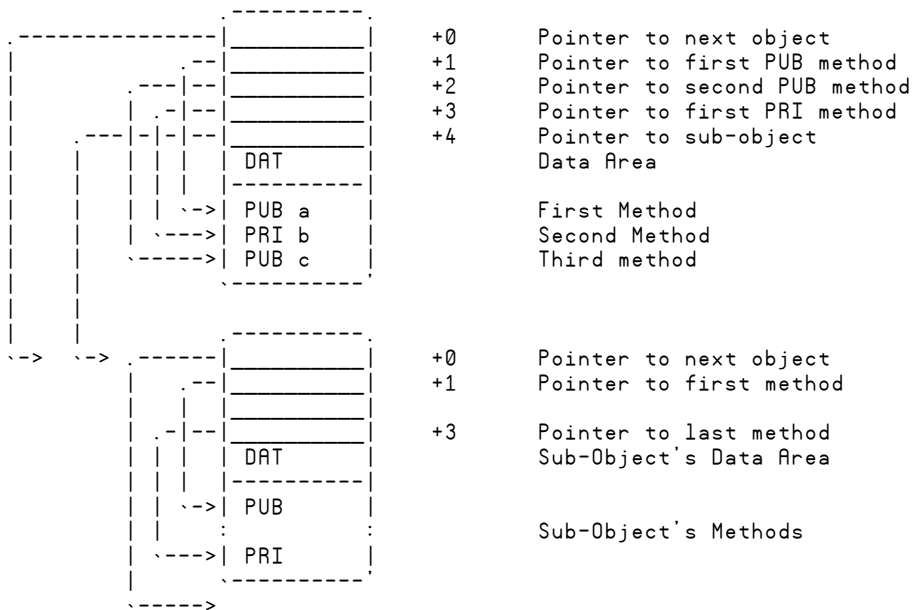 +0 Pointer to next object
+1 Pointer to first PUB method
+2 Pointer to second PUB method
+3 Pointer to first PRI method
+4 Pointer to sub-object
DAT Data Area
PUB a First Method
PRI b Second Method
PUB c Third method
+0 Pointer to next object
+1 Pointer to first method
+3 Pointer to last method
DAT Sub-Object's Data Area
PUB
: : Sub-Object's Methods
PRI